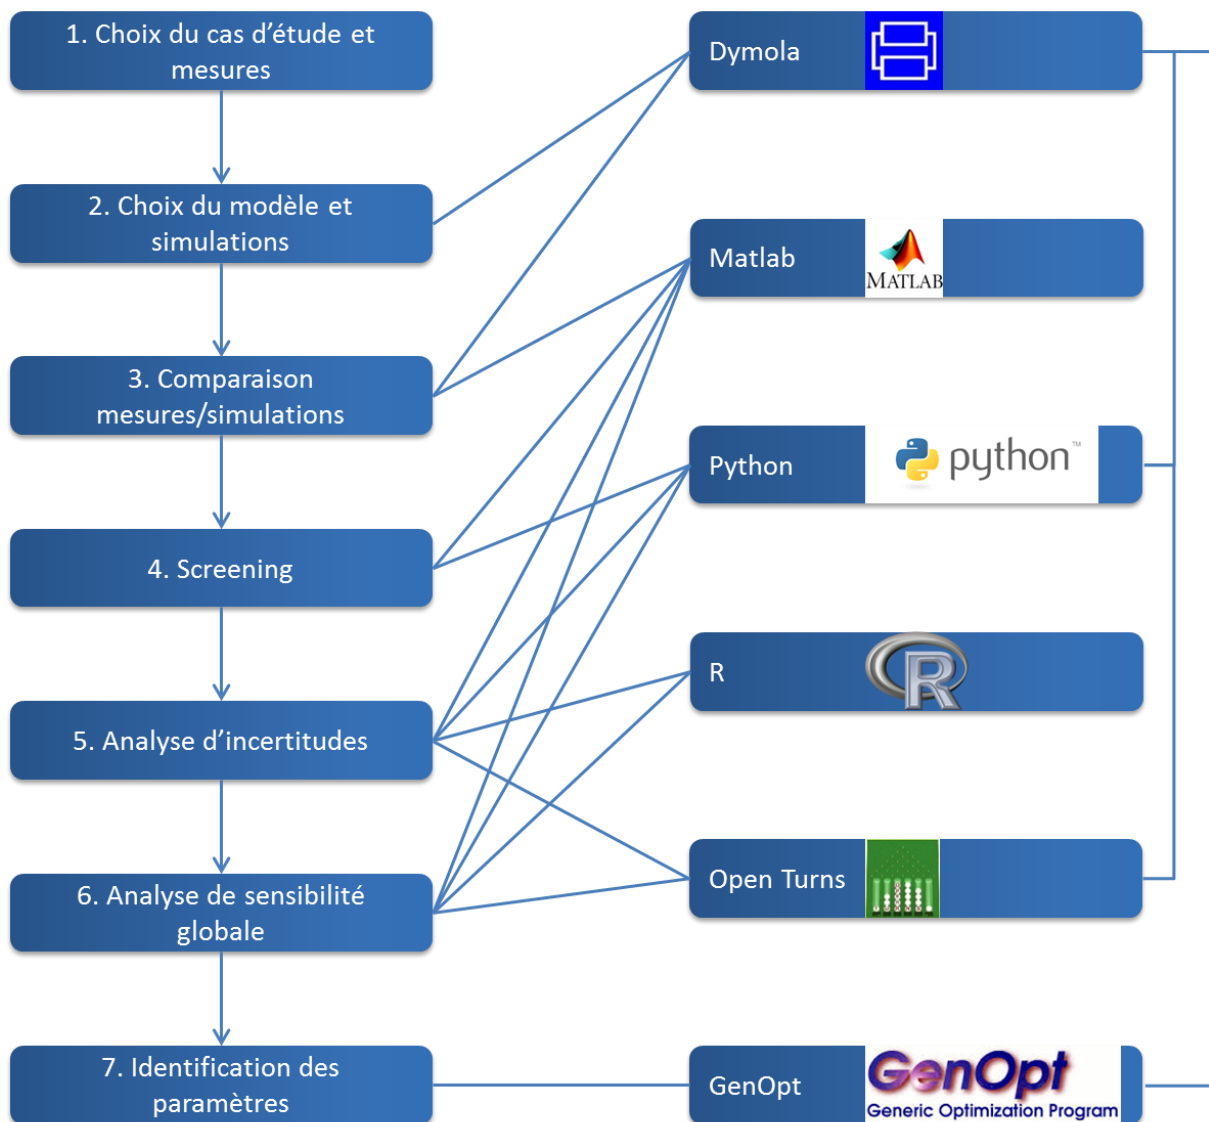 1. Choix du cas d’étude et
mesures
2. Choix du modèle et
simulations
3. Comparaison
mesures/simulations
4. Screening
5. Analyse d’incertitudes
6. Analyse de sensibilité
globale
7. Identification des
paramètres
Dymola
Matlab
MATLAB
Python
python™
R
R
Open Turns
GenOpt
GenOpt
Generic Optimization Program